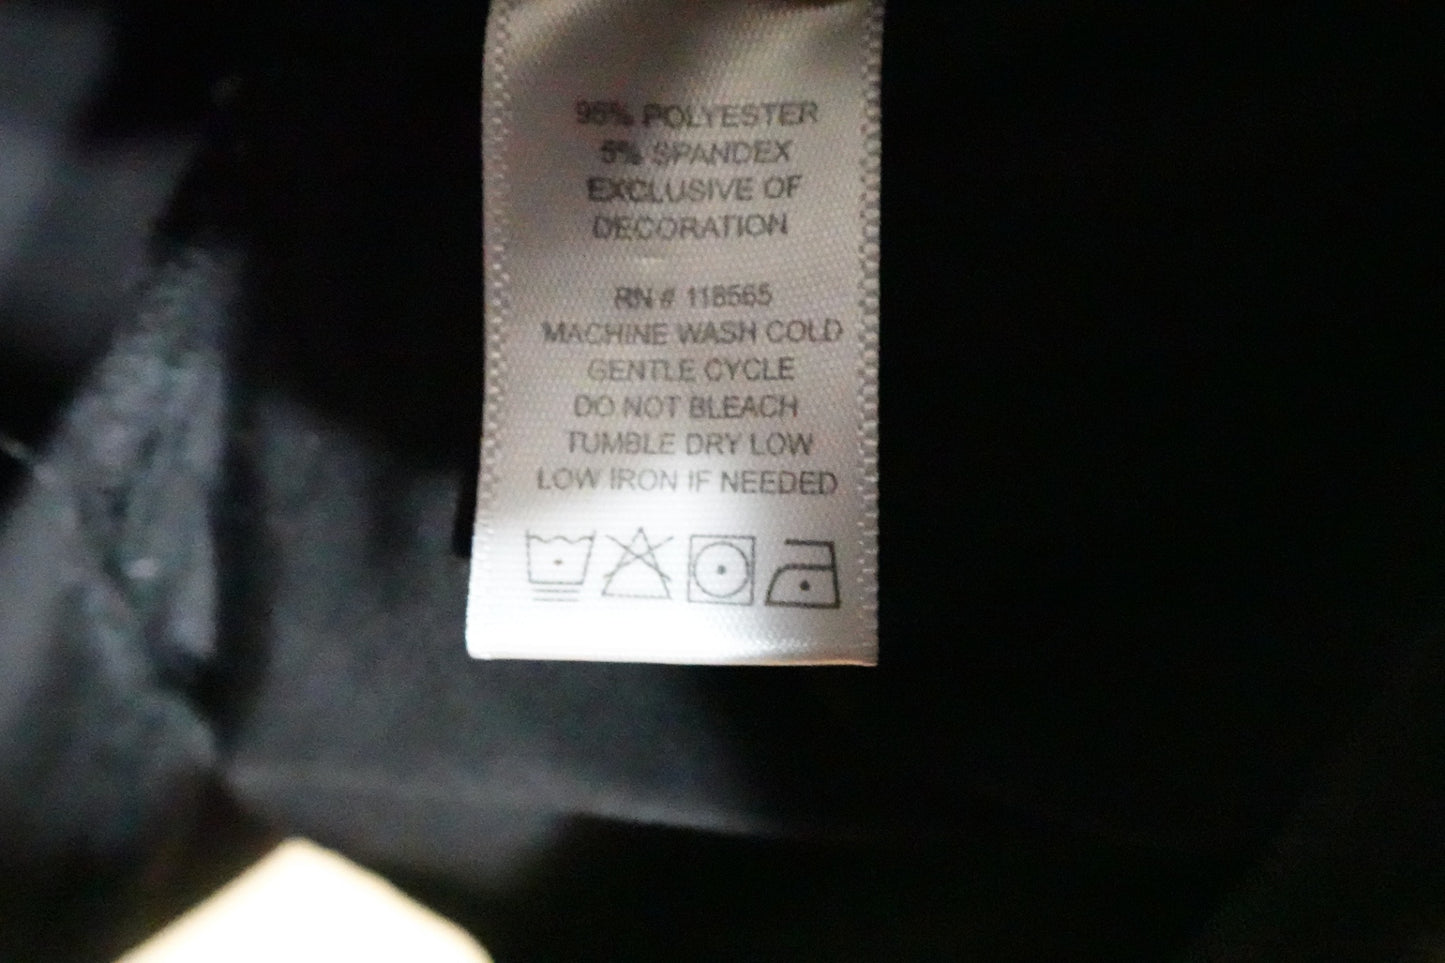 95% POLYESTER
5% SPANDEX
EXCLUSIVE OF
DECORATION
RN # 118565
MACHINE WASH COLD
GENTLE CYCLE
DO NOT BLEACH
TUMBLE DRY LOW
LOW IRON IF NEEDED